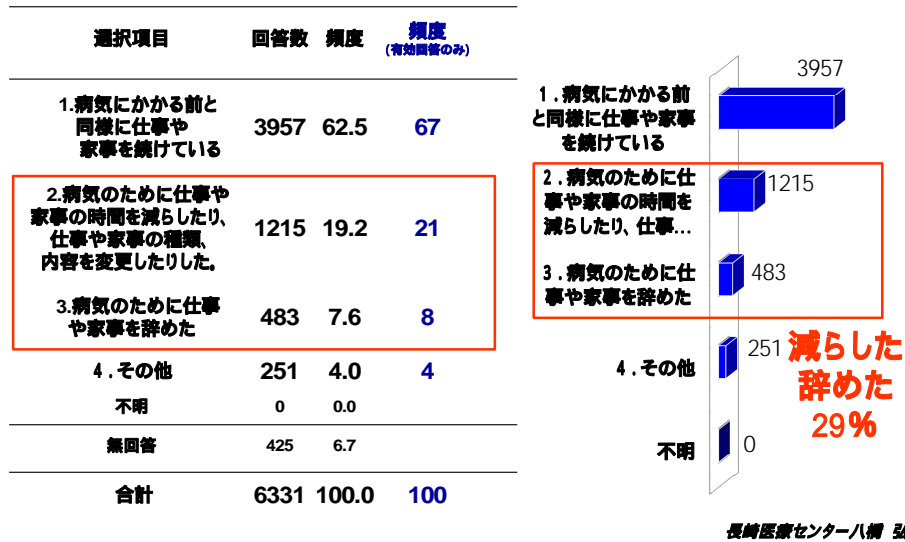 選択項目 回答数 頻度 頻度
(有効回答のみ)
1.病気にかかる前と
同様に仕事や
家事を続けている
3957 62.5 67
2.病気のために仕事や
家事の時間を減らしたり、
仕事や家事の種類、
内容を変更したりした。
1215 19.2 21
3.病気のために仕事
や家事を辞めた
483 7.6 8
4.その他 251 4.0 4
不明 0 0.0
無回答 425 6.7
合計 6331 100.0 100
3957
1.病気にかかる前
と同様に仕事や家事
を続けている
2.病気のために仕
事や家事の時間を
減らしたり、仕事...
1215
3.病気のために仕
事や家事を辞めた
483
4.その他
251
不明
0
減らした
辞めた
29%
長崎医療センター八橋 弘